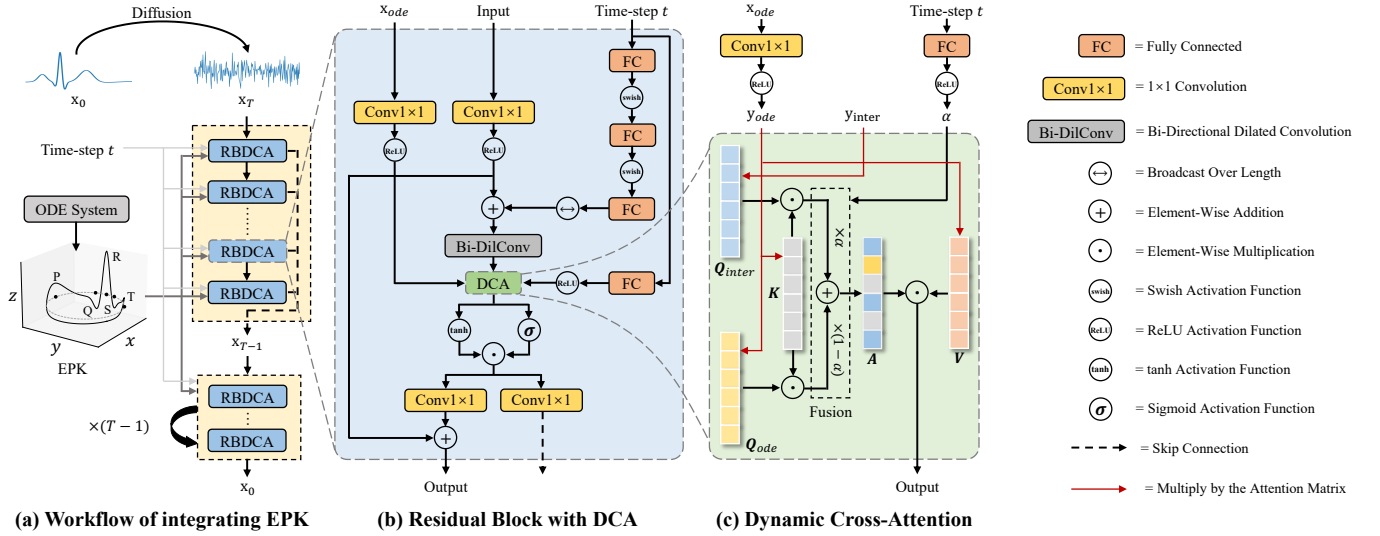 Diffusion
x0
xT
Time-step t
RBDCA
RBDCA
ODE System
RBDCA
RBDCA
P
R
Q
S
T
z
y
x
EPK
xT−1
RBDCA
×(T − 1)
RBDCA
x0
(a) Workflow of integrating EPK
xode
Input
Time-step t
FC
swish
Conv1×1
Conv1×1
FC
ReLU
ReLU
swish
+
↔
FC
Bi-DilConv
DCA
ReLU
FC
tanh
σ
Conv1×1
Conv1×1
+
Output
(b) Residual Block with DCA
xode
Time-step t
Conv1×1
FC
ReLU
ReLU
yode
yinter
α
×α
Qinter
K
+
×(1 − α)
A
V
Fusion
Qode
Output
(c) Dynamic Cross-Attention
FC = Fully Connected
Conv1×1 = 1×1 Convolution
Bi-DilConv = Bi-Directional Dilated Convolution
↔ = Broadcast Over Length
+ = Element-Wise Addition
· = Element-Wise Multiplication
swish = Swish Activation Function
ReLU = ReLU Activation Function
tanh = tanh Activation Function
σ = Sigmoid Activation Function
= Skip Connection
= Multiply by the Attention Matrix